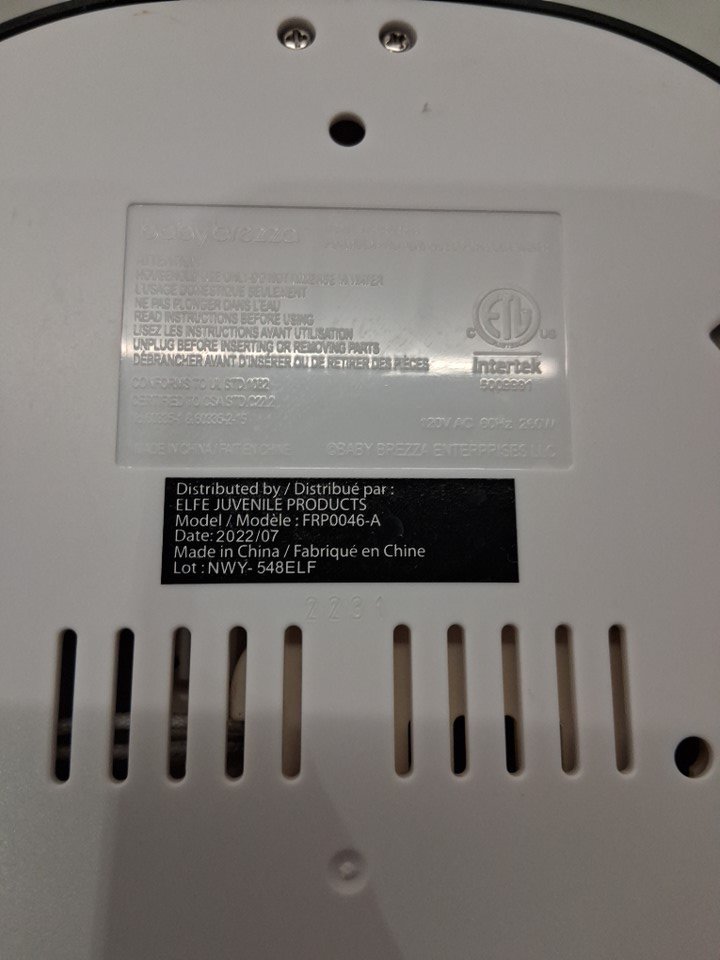 babybrezza
ATTENTION:
HOUSEHOLD USE ONLY. DO NOT IMMERSE IN WATER
L'USAGE DOMESTIQUE SEULEMENT
NE PAS PLONGER DANS L'EAU
READ INSTRUCTIONS BEFORE USING
LISEZ LES INSTRUCTIONS AVANT UTILISATION
UNPLUG BEFORE INSERTING OR REMOVING PARTS
DÉBRANCHER AVANT D'INSÉRER OU DE RETIRER DES PIÈCES
CONFORMS TO UL STD. 1082
CERTIFIED TO CSA STD. C22.2
MADE IN CHINA / FAIT EN CHINE
C ETL US
Intertek
120V AC 60Hz
©BABY BREZZA ENTERPRISES LLC
Distributed by / Distribué par :
ELFE JUVENILE PRODUCTS
Model / Modèle : FRP0046-A
Date: 2022/07
Made in China / Fabriqué en Chine
Lot : NWY- 548ELF
2231